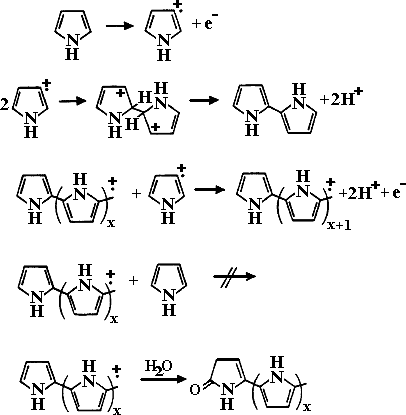 N H → N H •+ + e⁻
2 N H •+ → + H N H H N + → N H H N + 2H⁺
N H ( H N )x •+ + N H •+ → N H ( H N )x+1 •+ + 2H⁺ + e⁻
N H ( H N )x •+ + N H
N H ( H N )x •+ H₂O → O N H ( H N )x